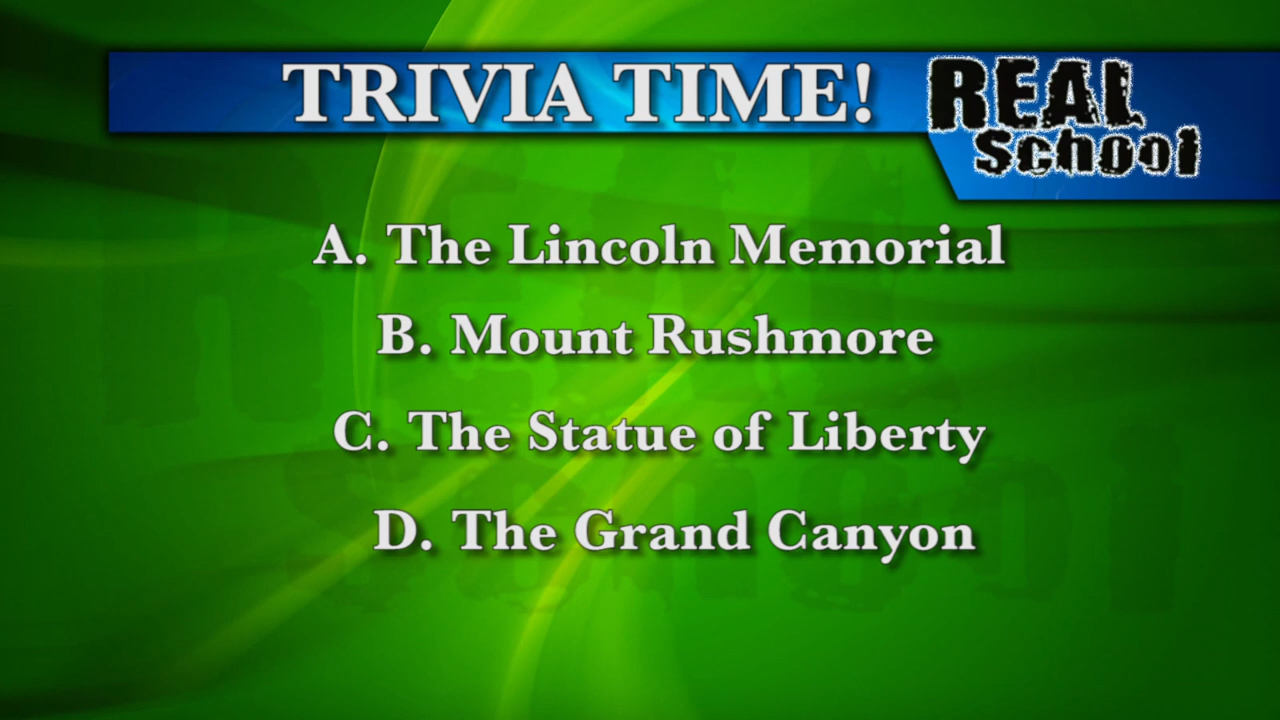 TRIVIA TIME!
REAL
School
A. The Lincoln Memorial
B. Mount Rushmore
C. The Statue of Liberty
D. The Grand Canyon